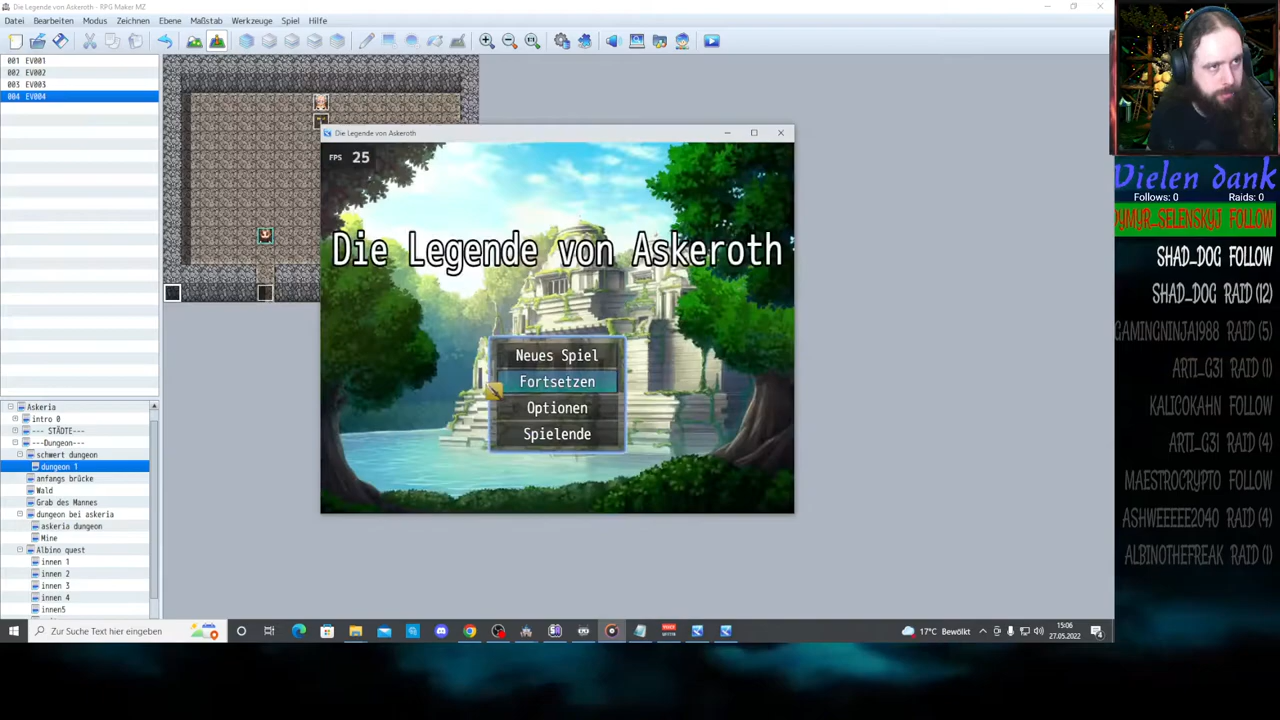 Die Legende von Askeroth - RPG Maker MZ
Datei Bearbeiten Modus Zeichnen Ebene Maßstab Werkzeuge Spiel Hilfe
001 EV001
002 EV002
003 EV003
004 EV004
Die Legende von Askeroth
FPS 25
Die Legende von Askeroth
Neues Spiel
Fortsetzen
Optionen
Spielende
Askeria
intro 0
--- STÄDTE
---Dungeon---
schwert dungeon
dungeon 1
anfangs brücke
Wald
Grab des Mannes
dungeon bei askeria
askeria dungeon
Mine
Albino quest
innen 1
innen 2
innen 3
innen 4
innen5
Vielen dank
Follows: 0 Raids: 0
DYMYR_SELENSKYJ FOLLOW
SHAD_DOG FOLLOW
SHAD_DOG RAID (12)
GAMINGNINJA1988 RAID (5)
ARTI_G31 RAID (4)
KALICOKAHN FOLLOW
ARTI_G31 RAID (4)
MAESTROCRYPTO FOLLOW
ASHWEEEEE2040 RAID (4)
ALBINOTHEFREAK RAID (1)
Zur Suche Text hier eingeben
17°C Bewölkt
15:06
27.05.2022